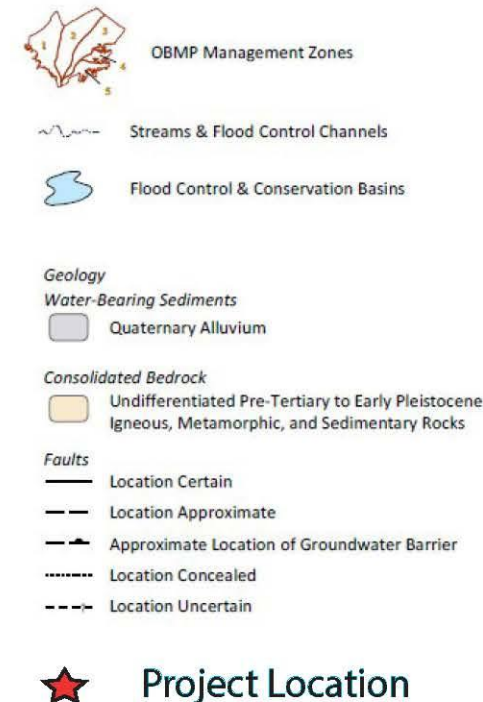 1
2
3
4
5
OBMP Management Zones
Streams & Flood Control Channels
Flood Control & Conservation Basins
Geology
Water-Bearing Sediments
Quaternary Alluvium
Consolidated Bedrock
Undifferentiated Pre-Tertiary to Early Pleistocene
Igneous, Metamorphic, and Sedimentary Rocks
Faults
Location Certain
Location Approximate
Approximate Location of Groundwater Barrier
Location Concealed
Location Uncertain
Project Location